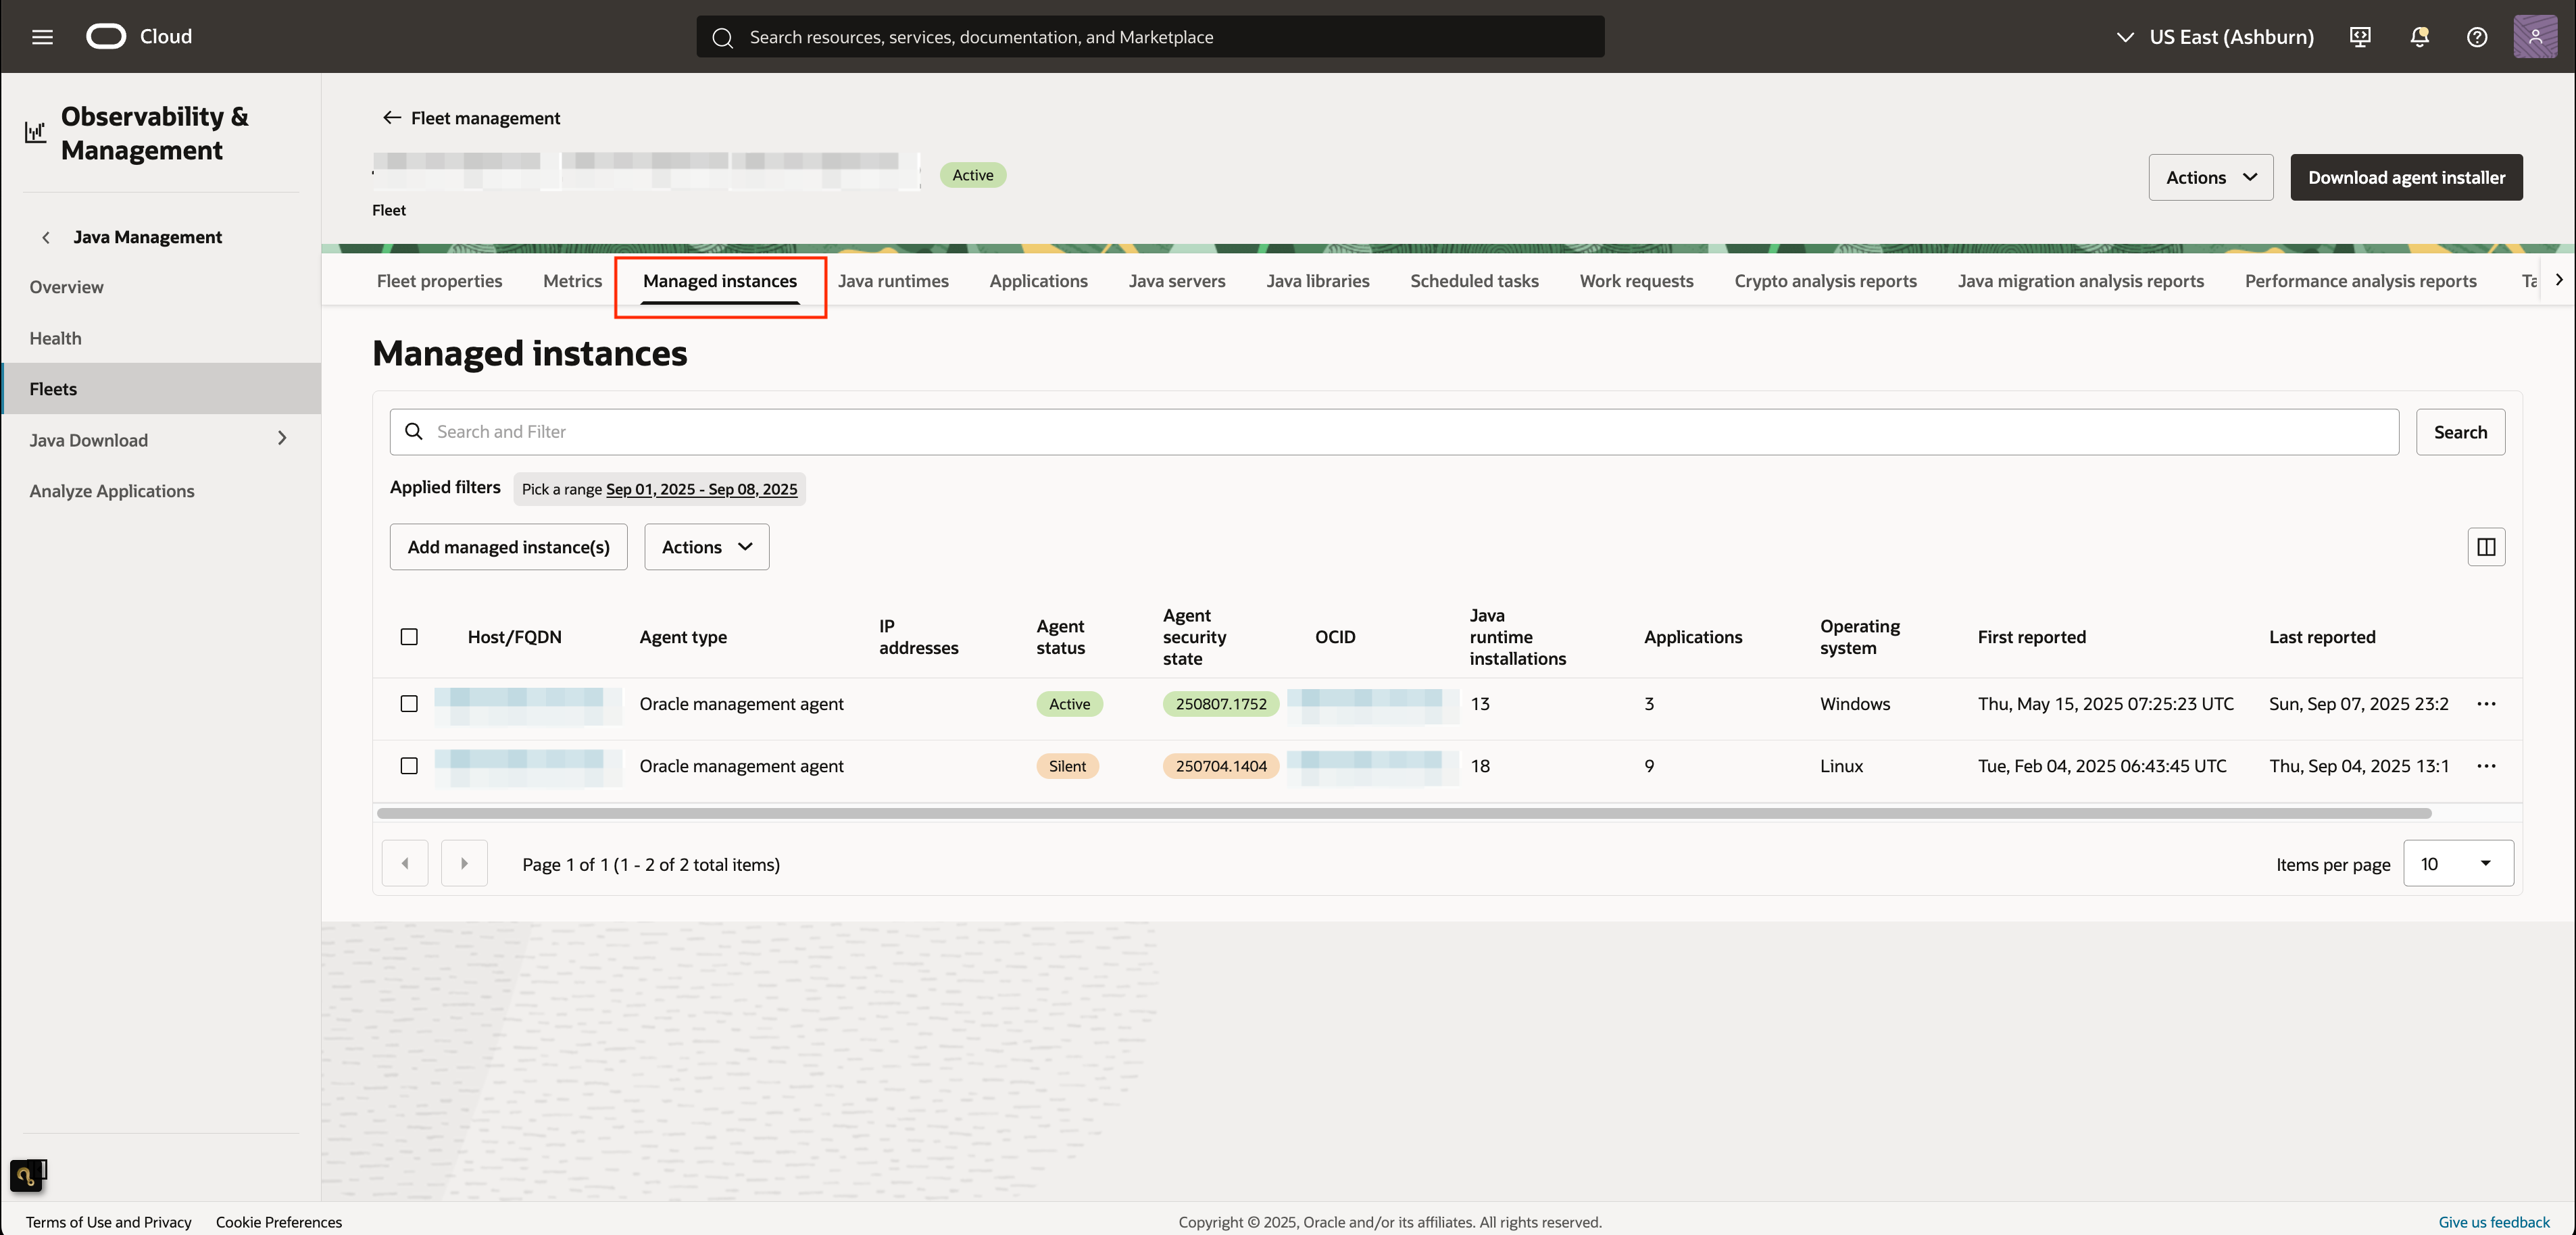 Cloud
Search resources, services, documentation, and Marketplace
US East (Ashburn)
Observability &
Management
Java Management
Overview
Health
Fleets
Java Download
Analyze Applications
Fleet management
Active
Fleet
Actions
Download agent installer
Fleet properties
Metrics
Managed instances
Java runtimes
Applications
Java servers
Java libraries
Scheduled tasks
Work requests
Crypto analysis reports
Java migration analysis reports
Performance analysis reports
Managed instances
Search and Filter
Search
Applied filters
Pick a range Sep 01, 2025 - Sep 08, 2025
Add managed instance(s)
Actions
Host/FQDN
Agent type
IP
addresses
Agent
status
Agent
security
state
OCID
Java
runtime
installations
Applications
Operating
system
First reported
Last reported
Oracle management agent
Active
250807.1752
13
3
Windows
Thu, May 15, 2025 07:25:23 UTC
Sun, Sep 07, 2025 23:2
Oracle management agent
Silent
250704.1404
18
9
Linux
Tue, Feb 04, 2025 06:43:45 UTC
Thu, Sep 04, 2025 13:1
Page 1 of 1 (1 - 2 of 2 total items)
Items per page
10
Terms of Use and Privacy
Cookie Preferences
Copyright © 2025, Oracle and/or its affiliates. All rights reserved.
Give us feedback